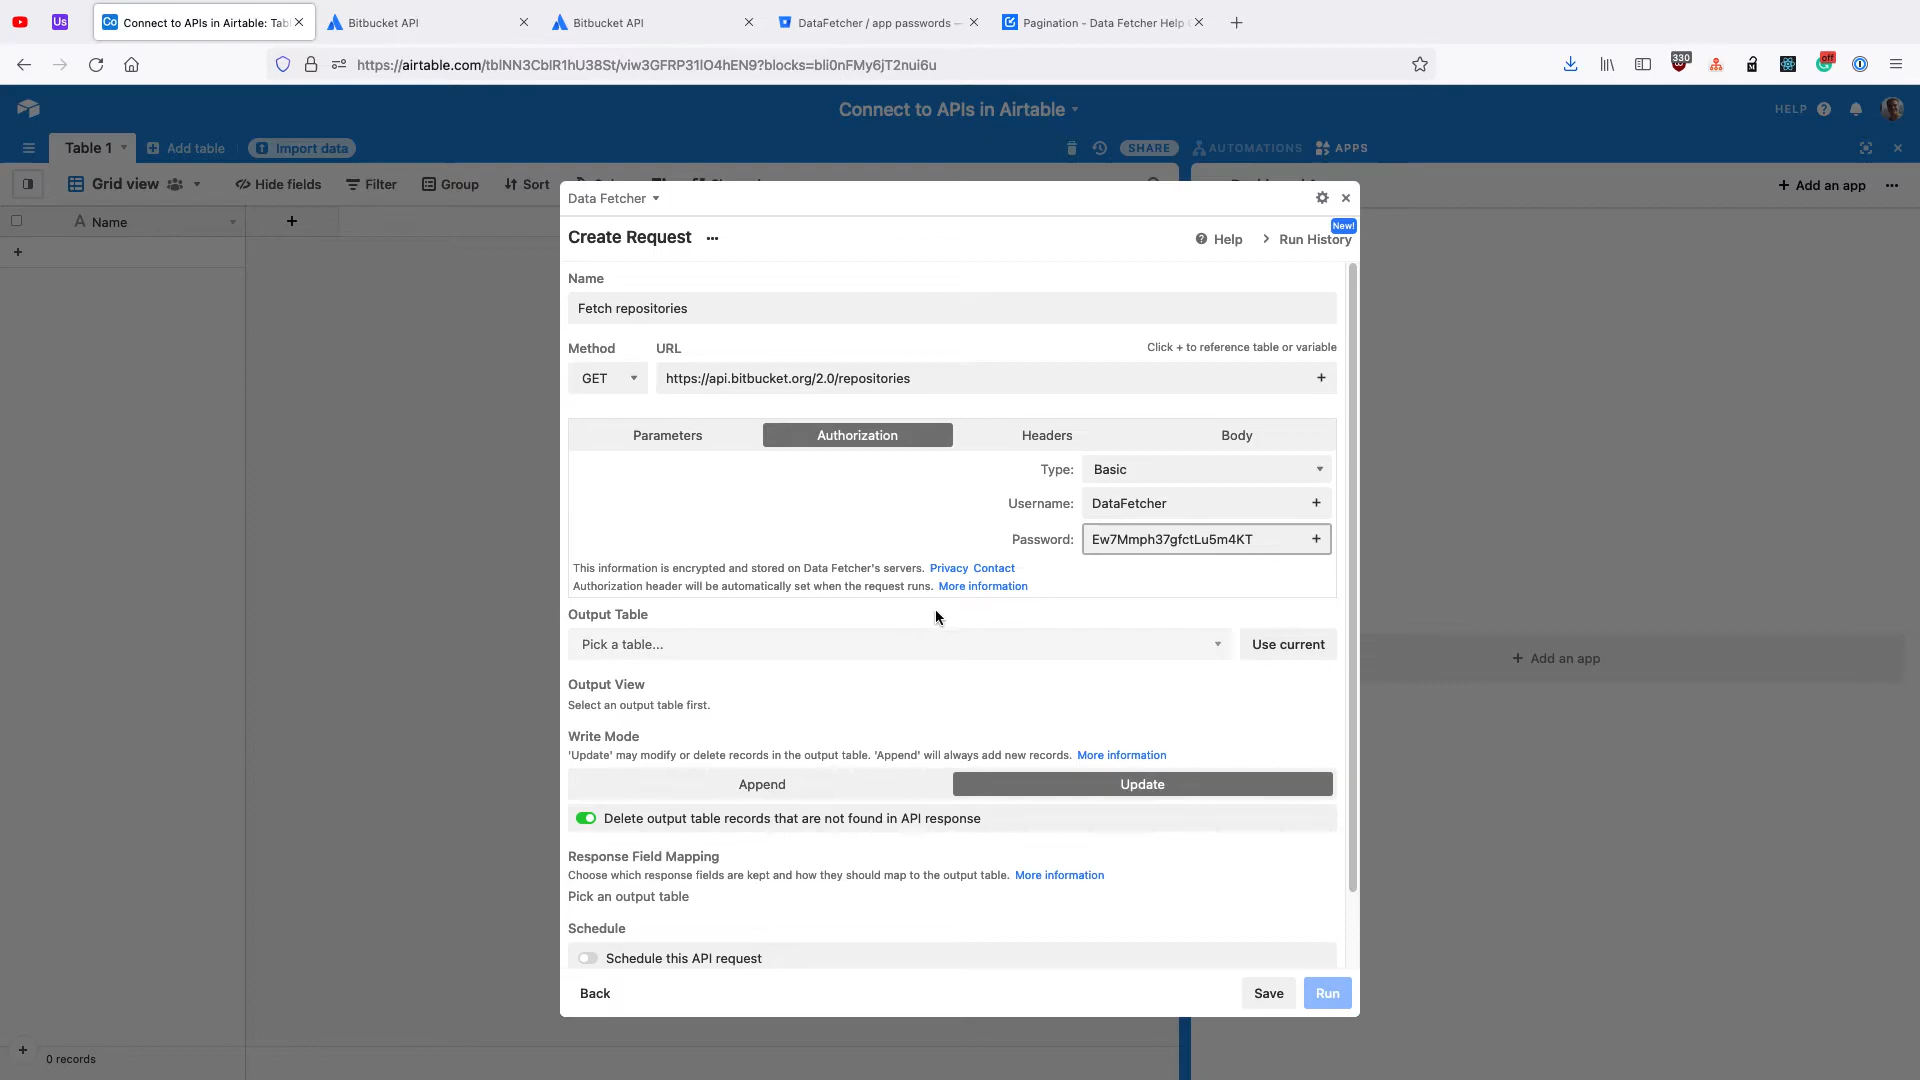 Us
Co
Connect to APIs in Airtable: Tab
Bitbucket API
Bitbucket API
DataFetcher / app passwords —
Pagination - Data Fetcher Help
https://airtable.com/tblNN3CblR1hU38St/viw3GFRP31lO4hEN9?blocks=bli0nFMy6jT2nui6u
330
off
Connect to APIs in Airtable
HELP
Table 1
Add table
Import data
SHARE
AUTOMATIONS
APPS
Grid view
Hide fields
Filter
Group
Sort
+ Add an app
A Name
+
+
Data Fetcher
Create Request
Help
Run History
New!
Name
Fetch repositories
Method
URL
Click + to reference table or variable
GET
https://api.bitbucket.org/2.0/repositories
+
Parameters
Authorization
Headers
Body
Type:
Basic
Username:
DataFetcher
+
Password:
Ew7Mmph37gfctLu5m4KT
+
This information is encrypted and stored on Data Fetcher's servers. Privacy Contact
Authorization header will be automatically set when the request runs. More information
Output Table
Pick a table...
Use current
Output View
Select an output table first.
Write Mode
'Update' may modify or delete records in the output table. 'Append' will always add new records. More information
Append
Update
Delete output table records that are not found in API response
Response Field Mapping
Choose which response fields are kept and how they should map to the output table. More information
Pick an output table
Schedule
Schedule this API request
Back
Save
Run
+ Add an app
+
0 records